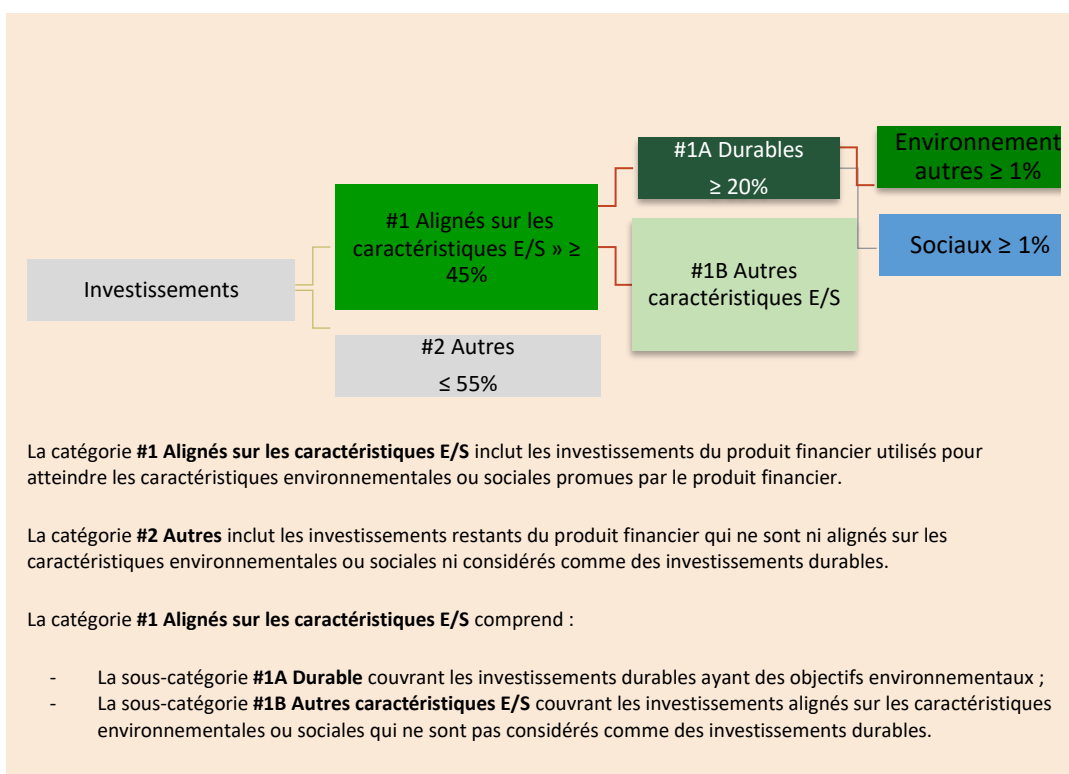 Investissements
#1 Alignés sur les
caractéristiques E/S » ≥
45%
#2 Autres
≤ 55%
#1A Durables
≥ 20%
#1B Autres
caractéristiques E/S
Environnement
autres ≥ 1%
Sociaux ≥ 1%
La catégorie #1 Alignés sur les caractéristiques E/S inclut les investissements du produit financier utilisés pour
atteindre les caractéristiques environnementales ou sociales promues par le produit financier.
La catégorie #2 Autres inclut les investissements restants du produit financier qui ne sont ni alignés sur les
caractéristiques environnementales ou sociales ni considérés comme des investissements durables.
La catégorie #1 Alignés sur les caractéristiques E/S comprend :
- La sous-catégorie #1A Durable couvrant les investissements durables ayant des objectifs environnementaux ;
- La sous-catégorie #1B Autres caractéristiques E/S couvrant les investissements alignés sur les caractéristiques
environnementales ou sociales qui ne sont pas considérés comme des investissements durables.